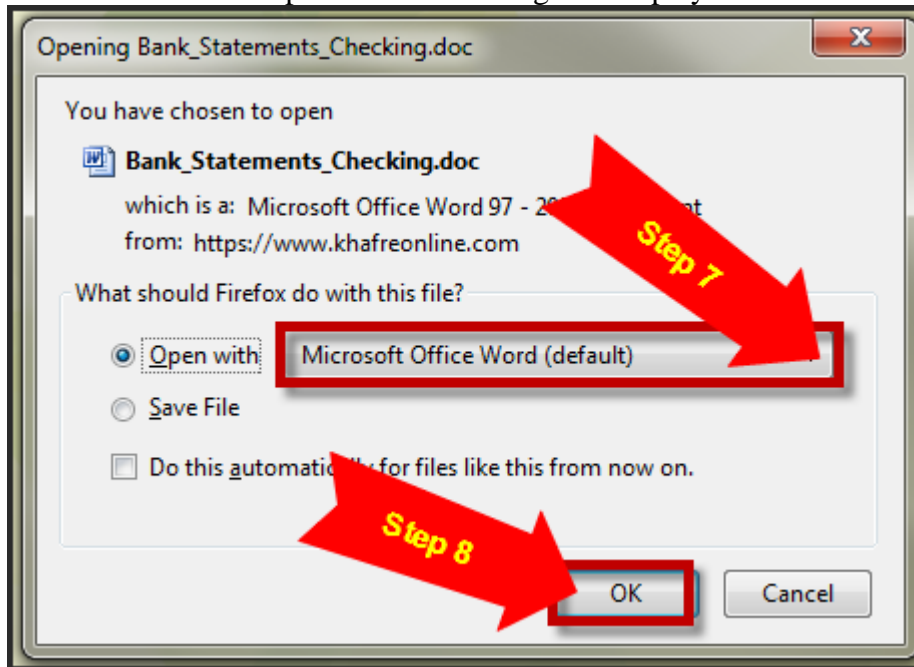 Opening Bank_Statements_Checking.doc
You have chosen to open
Bank_Statements_Checking.doc
which is a: Microsoft Office Word 97 -
from: https://www.khafreonline.com
Step 7
What should Firefox do with this file?
Open with Microsoft Office Word (default)
Save File
Do this automatically for files like this from now on.
Step 8
OK Cancel